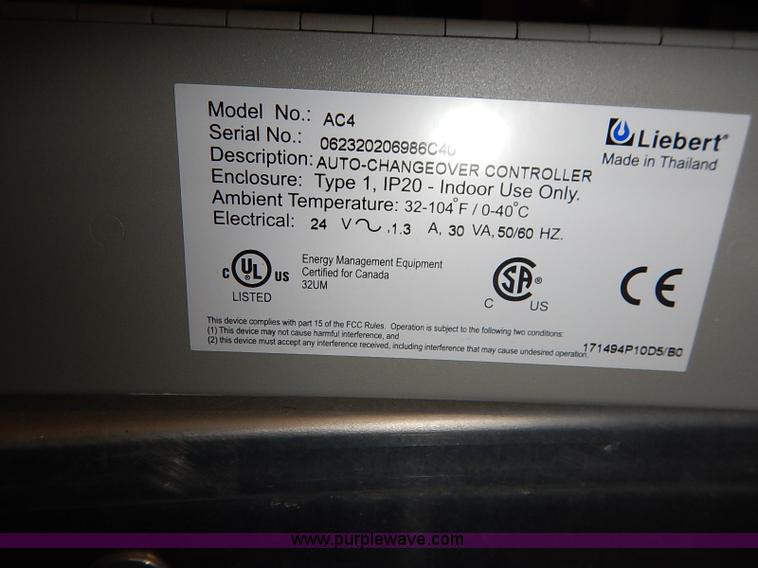 Model No.: AC4
Serial No.:
Description: AUTO-CHANGEOVER CONTROLLER
Enclosure: Type 1, IP20 - Indoor Use Only.
Ambient Temperature: 32-104°F / 0-40°C
Electrical: 24 V~, 1.3 A, 30 VA, 50/60 HZ.
Liebert®
Made in Thailand
C UL® US
LISTED
Energy Management Equipment
Certified for Canada
32UM
SA®
C US
CE
This device complies with part 15 of the FCC Rules. Operation is subject to the following two conditions:
(1) This device may not cause harmful interference, and
(2) this device must accept any interference received, including interference that may cause undesired operation.
171494P10D5/B0
www.purplewave.com